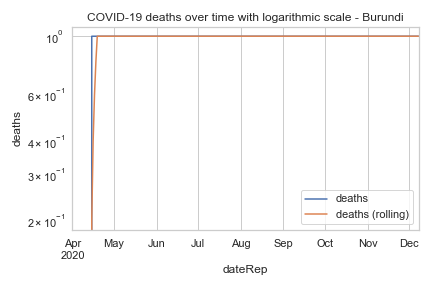 COVID-19 deaths over time with logarithmic scale - Burundi
10⁰
6 × 10⁻¹
4 × 10⁻¹
3 × 10⁻¹
2 × 10⁻¹
deaths
deaths
deaths (rolling)
Apr May Jun Jul Aug Sep Oct Nov Dec
2020
dateRep